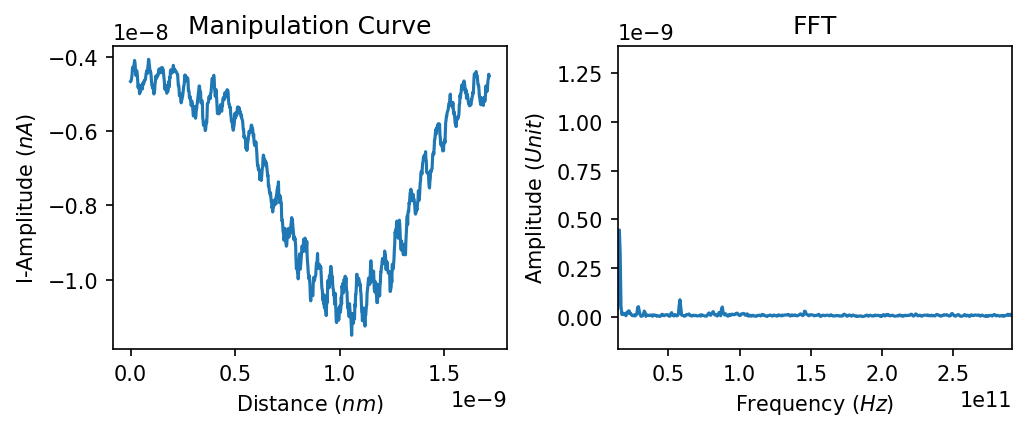 Manipulation Curve
1e−8
−0.4
−0.6
−0.8
−1.0
I-Amplitude (nA)
0.0 0.5 1.0 1.5
Distance (nm)
1e−9
FFT
1e−9
1.25
1.00
0.75
0.50
0.25
0.00
Amplitude (Unit)
0.5 1.0 1.5 2.0 2.5
Frequency (Hz)
1e11